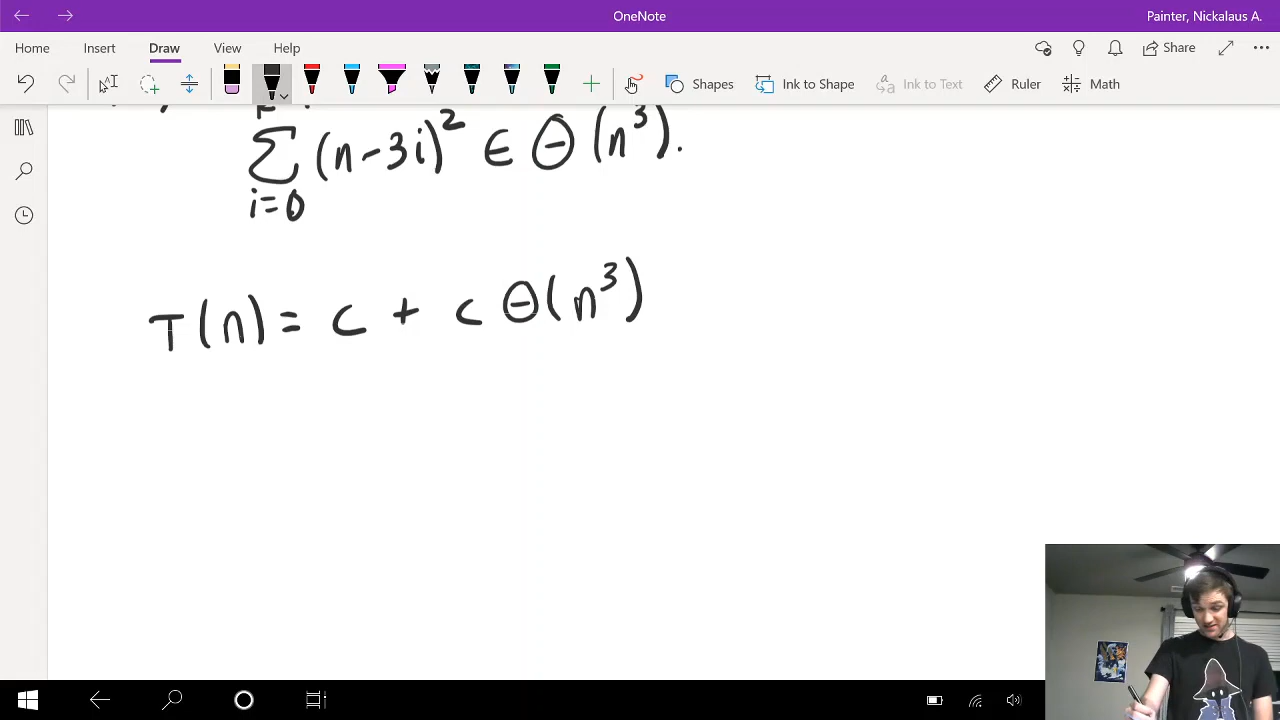 OneNote
Painter, Nickalaus A.
Home Insert Draw View Help Share
Shapes Ink to Shape Ink to Text Ruler Math
∑ (n-3i)² ∈ Θ(n³).
i=0
T(n) = c + c Θ(n³)